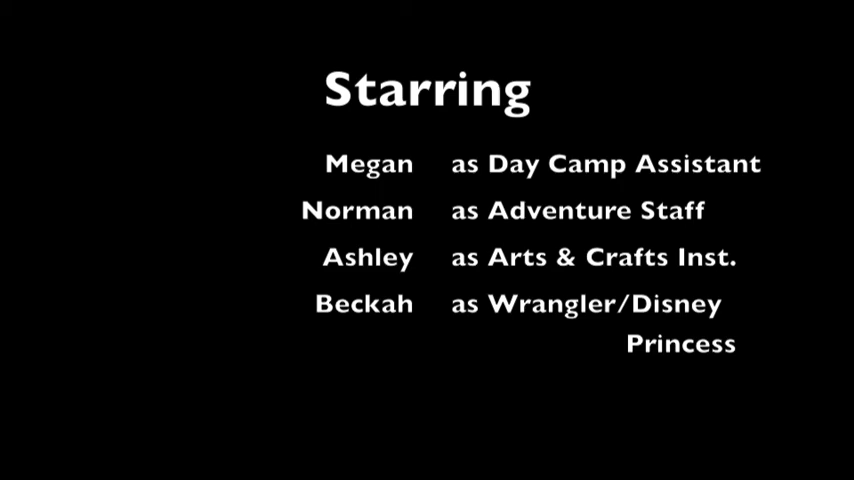 Starring
Megan as Day Camp Assistant
Norman as Adventure Staff
Ashley as Arts & Crafts Inst.
Beckah as Wrangler/Disney
Princess